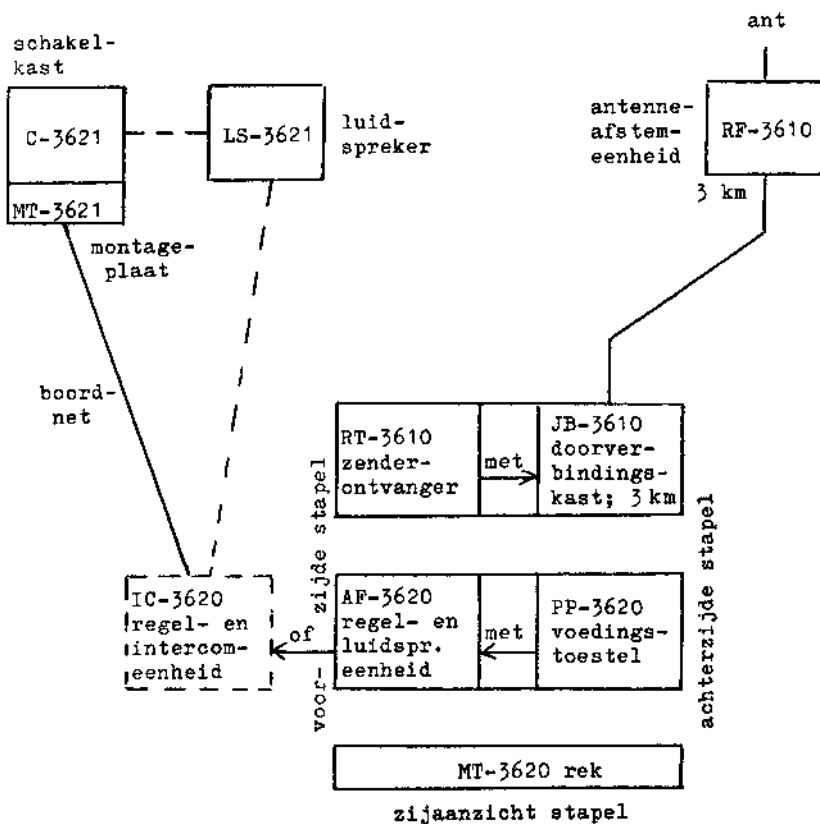 ant
schakel-
kast
C-3621
MT-3621
LS-3621
luid-
spreker
antenne-
afstem-
eenheid
RF-3610
3 km
montage-
plaat
boord-
net
RT-3610
zender-
ontvanger
met
JB-3610
doorver-
bindings-
kast; 3 km
voor- zijde stapel
achterzijde stapel
IC-3620
regel- en
intercom-
eenheid
of
AF-3620
regel- en
luidspr.
eenheid
met
PP-3620
voedings-
toestel
MT-3620 rek
zijaanzicht stapel